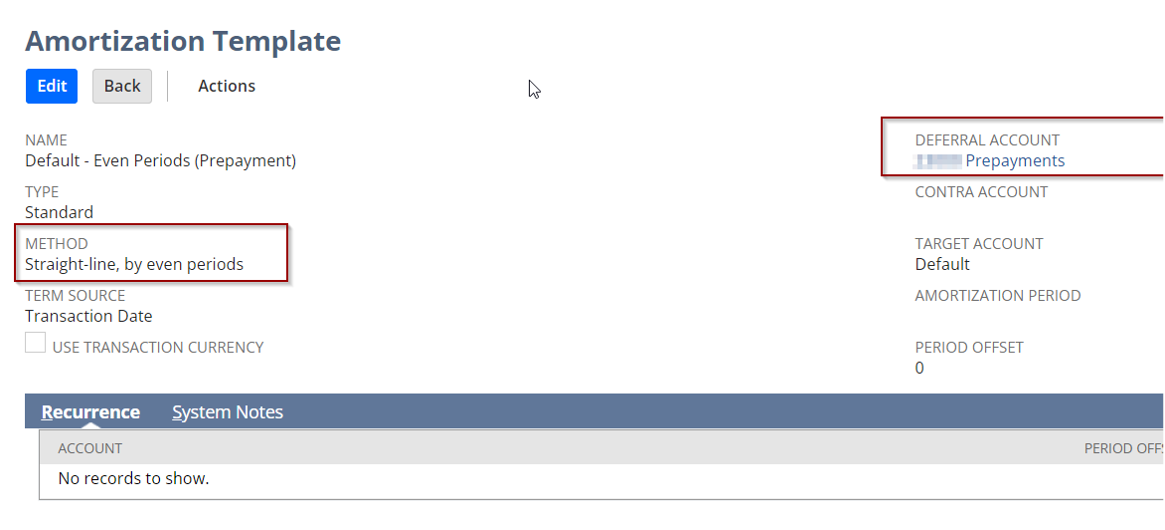 Amortization Template
Edit Back Actions
NAME
Default - Even Periods (Prepayment)
TYPE
Standard
METHOD
Straight-line, by even periods
TERM SOURCE
Transaction Date
USE TRANSACTION CURRENCY
DEFERRAL ACCOUNT
Prepayments
CONTRA ACCOUNT
TARGET ACCOUNT
Default
AMORTIZATION PERIOD
PERIOD OFFSET
0
Recurrence System Notes
ACCOUNT PERIOD OFF
No records to show.